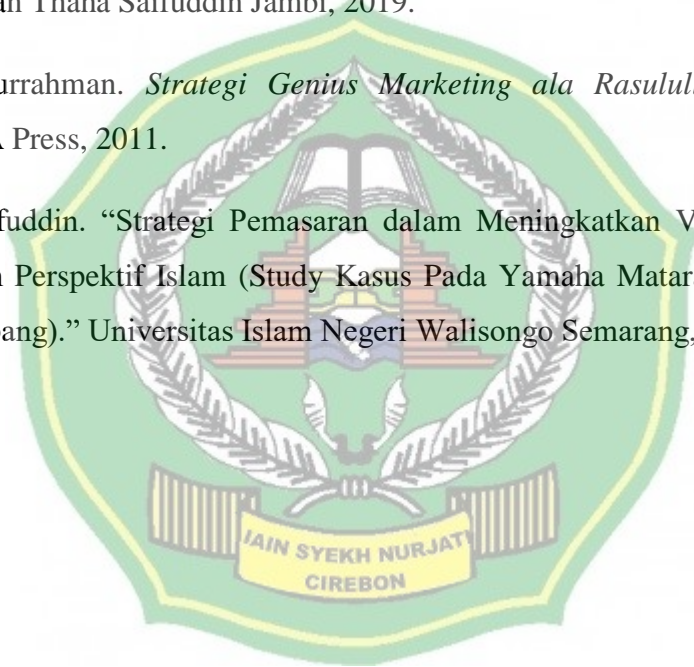 an Thaha Saifuddin Jambi, 2019.
urrahman. Strategi Genius Marketing ala Rasulul
Press, 2011.
fuddin. “Strategi Pemasaran dalam Meningkatkan V
Perspektif Islam (Study Kasus Pada Yamaha Matar
ang).” Universitas Islam Negeri Walisongo Semarang,
IAIN SYEKH NURJATI
CIREBON